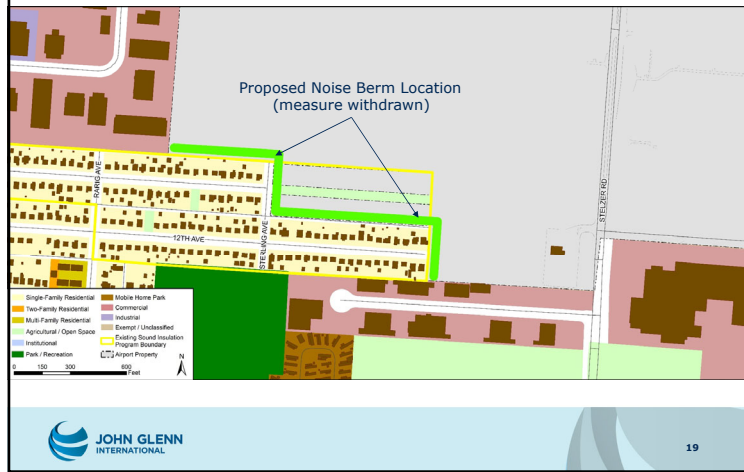 Proposed Noise Berm Location
(measure withdrawn)
RARIG AVE
STERLING AVE
12TH AVE
STELZER RD
Single-Family Residential
Two-Family Residential
Multi-Family Residential
Agricultural / Open Space
Institutional
Park / Recreation
Mobile Home Park
Commercial
Industrial
Exempt / Unclassified
Existing Sound Insulation
Program Boundary
Airport Property
0 150 300 600
Feet
N
JOHN GLENN
INTERNATIONAL
19